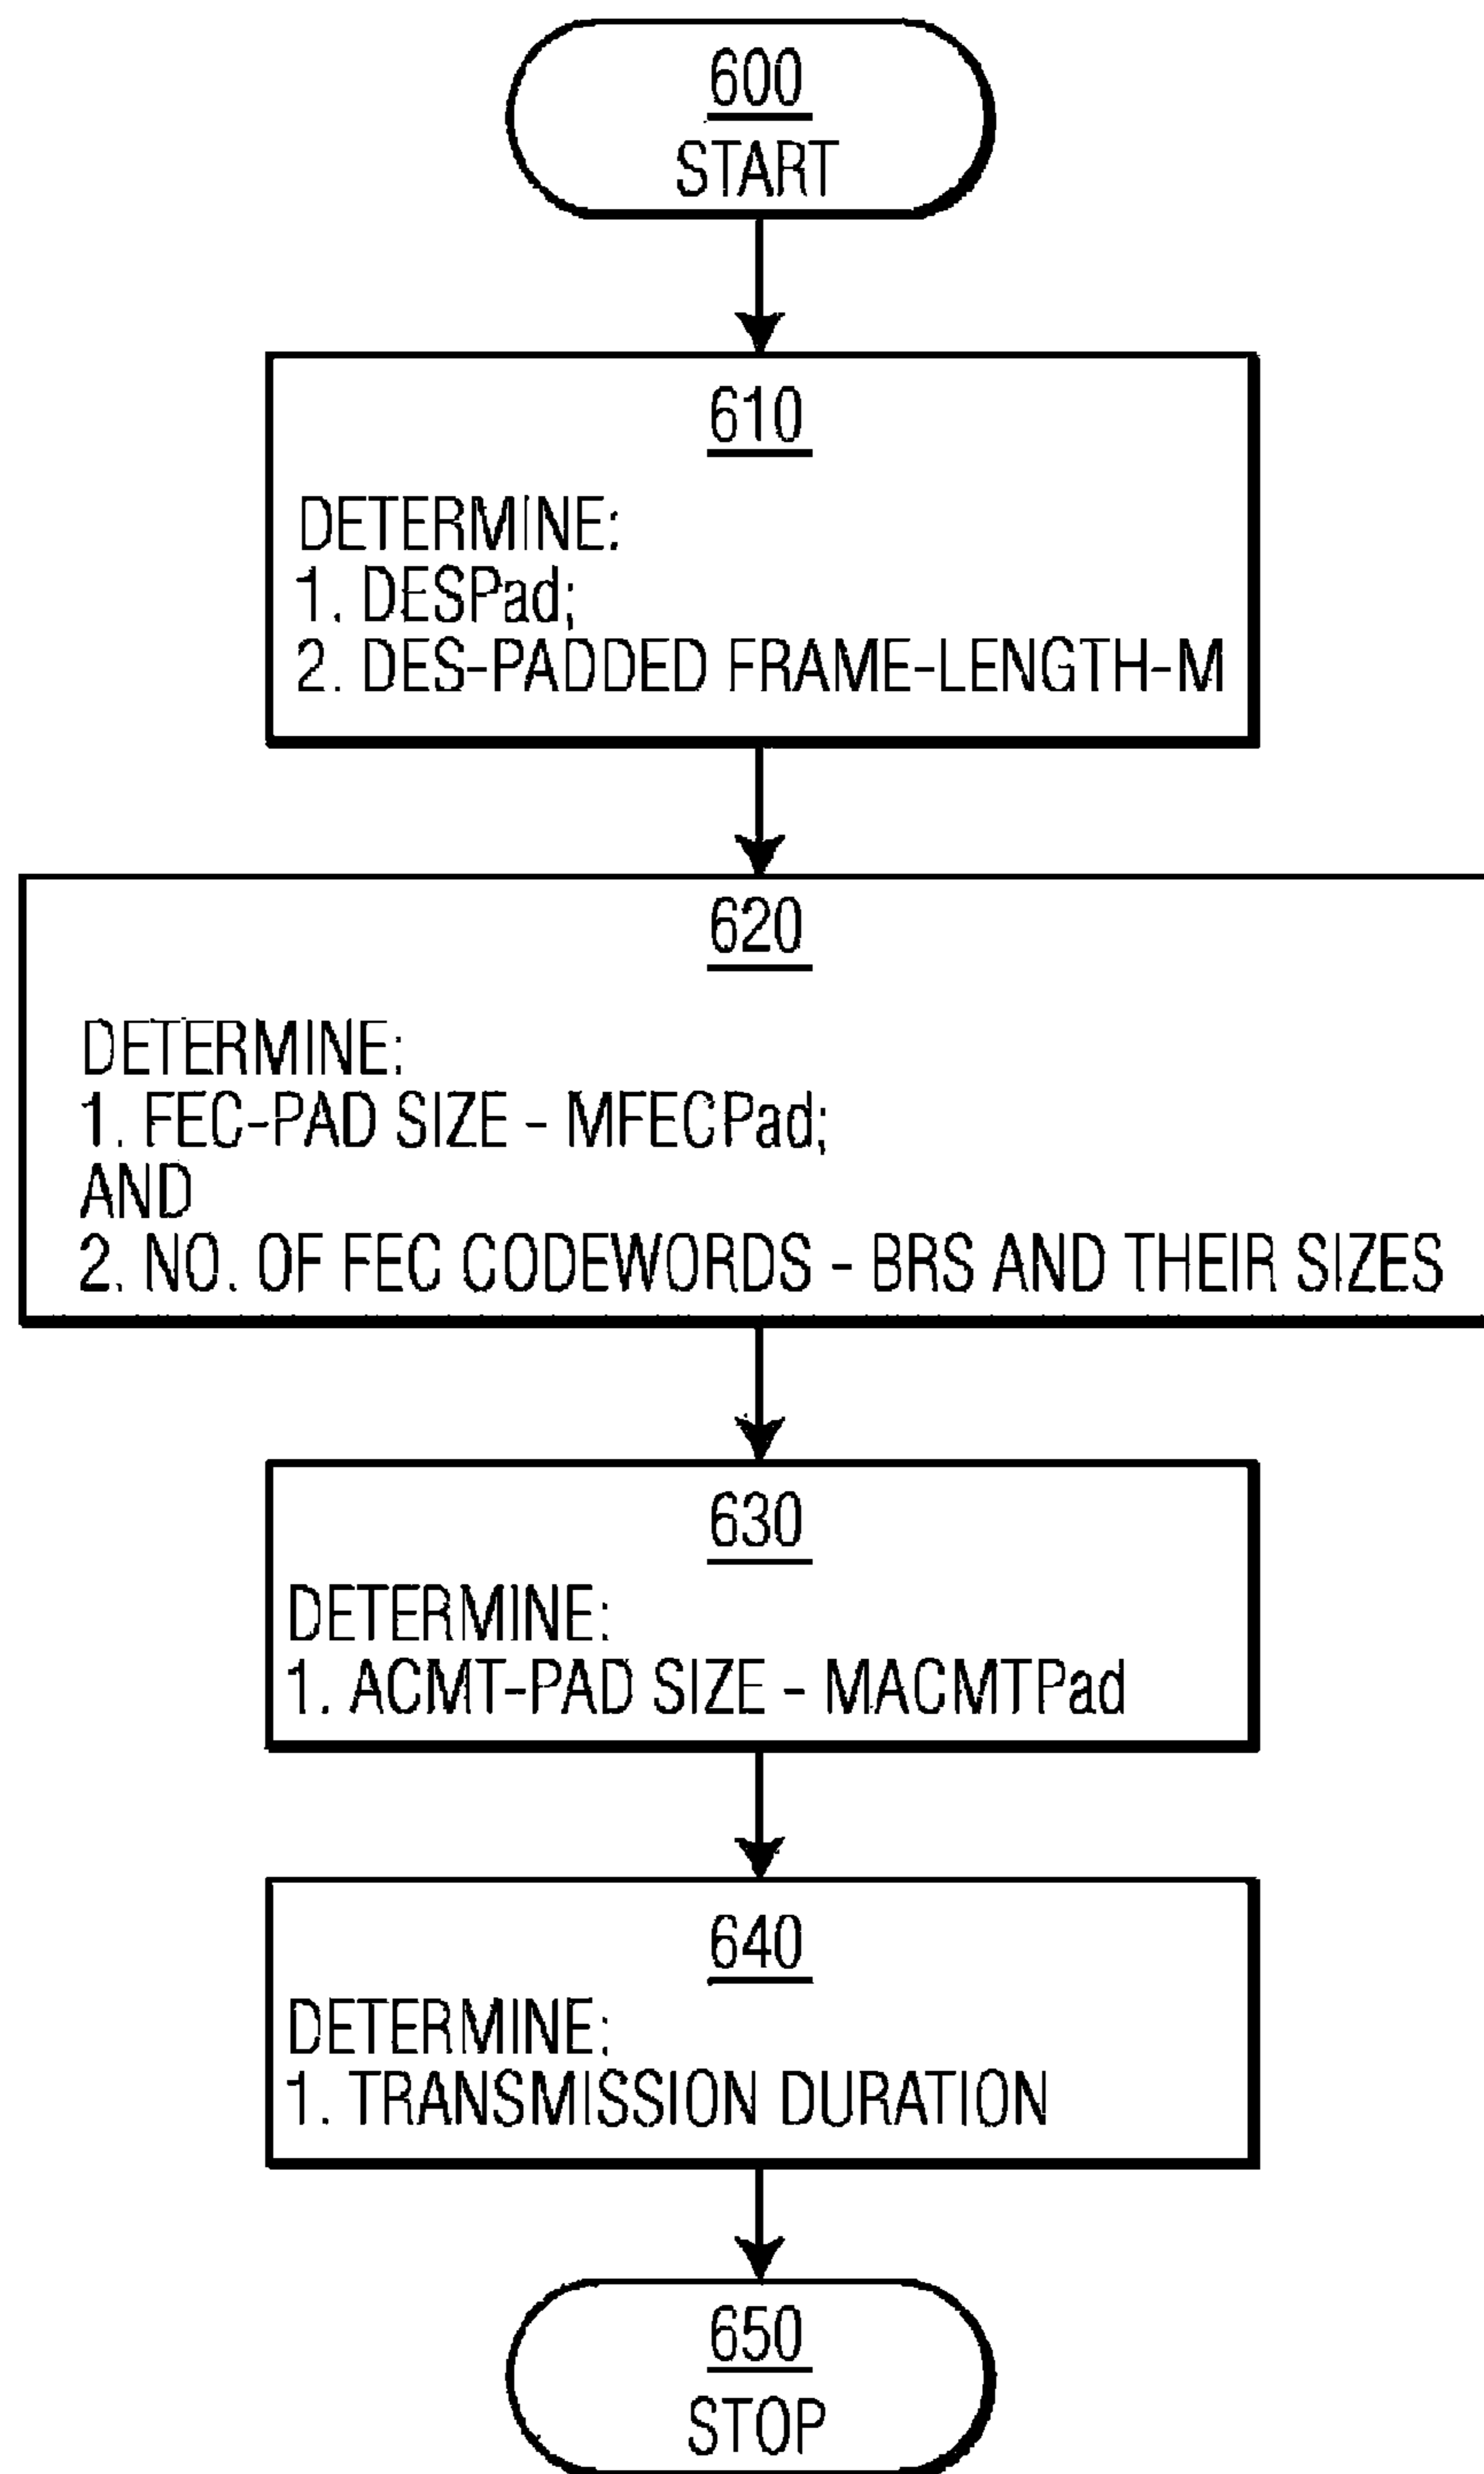 600
START
610
DETERMINE:
1. DESPad;
2. DES-PADDED FRAME-LENGTH-M
620
DETERMINE:
1. FEC-PAD SIZE - MFECPad;
AND
2. NO. OF FEC CODEWORDS - BRS AND THEIR SIZES
630
DETERMINE:
1. ACMT-PAD SIZE - MACMTPad
640
DETERMINE:
1. TRANSMISSION DURATION
650
STOP